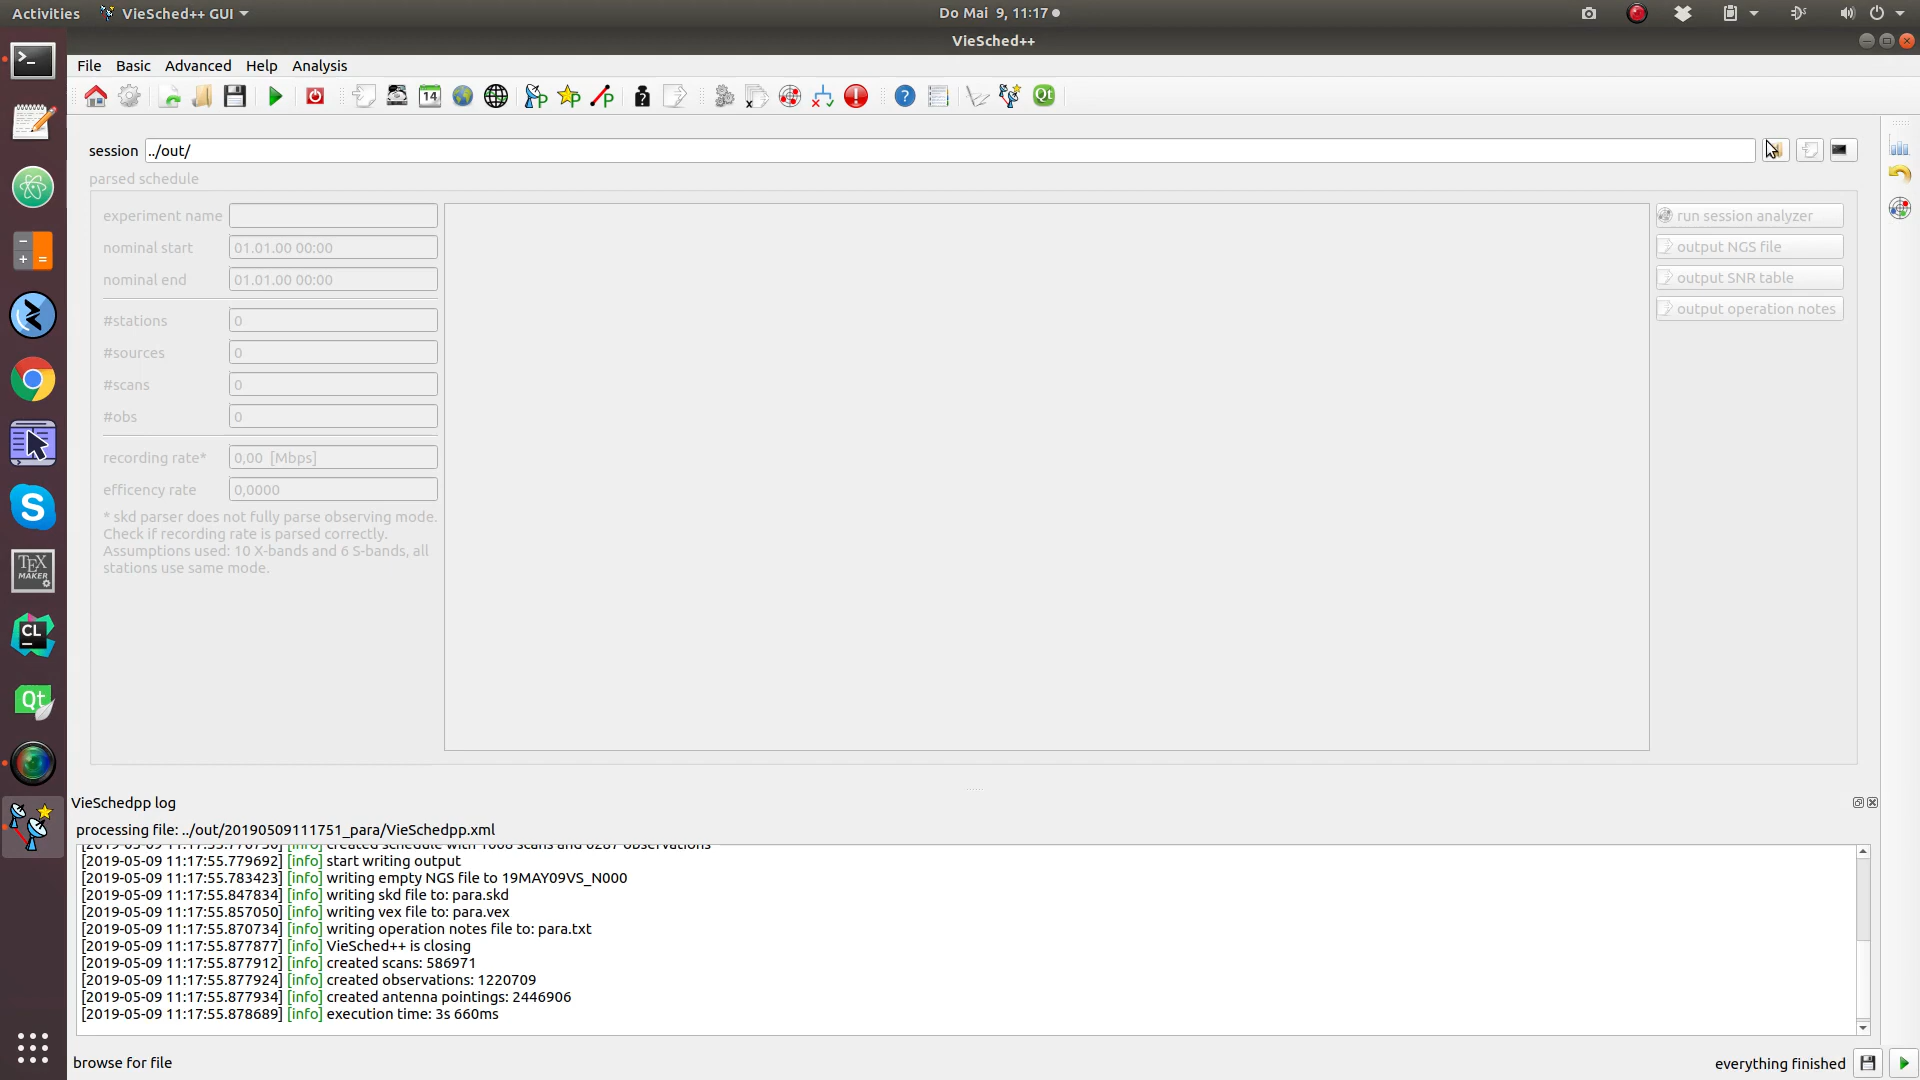 Activities
VieSched++ GUI
Do Mai 9, 11:17
VieSched++
File Basic Advanced Help Analysis
14
P P P
x
?
Qt
session ../out/
parsed schedule
experiment name
nominal start 01.01.00 00:00
nominal end 01.01.00 00:00
#stations 0
#sources 0
#scans 0
#obs 0
recording rate* 0,00 [Mbps]
efficency rate 0,0000
* skd parser does not fully parse observing mode.
Check if recording rate is parsed correctly.
Assumptions used: 10 X-bands and 6 S-bands, all
stations use same mode.
run session analyzer
output NGS file
output SNR table
output operation notes
S
TEX
MAKER
CL
Qt
VieSchedpp log
processing file: ../out/20190509111751_para/VieSchedpp.xml
[2019-05-09 11:17:55.779692] [info] start writing output
[2019-05-09 11:17:55.783423] [info] writing empty NGS file to 19MAY09VS_N000
[2019-05-09 11:17:55.847834] [info] writing skd file to: para.skd
[2019-05-09 11:17:55.857050] [info] writing vex file to: para.vex
[2019-05-09 11:17:55.870734] [info] writing operation notes file to: para.txt
[2019-05-09 11:17:55.877877] [info] VieSched++ is closing
[2019-05-09 11:17:55.877912] [info] created scans: 586971
[2019-05-09 11:17:55.877924] [info] created observations: 1220709
[2019-05-09 11:17:55.877934] [info] created antenna pointings: 2446906
[2019-05-09 11:17:55.878689] [info] execution time: 3s 660ms
browse for file
everything finished